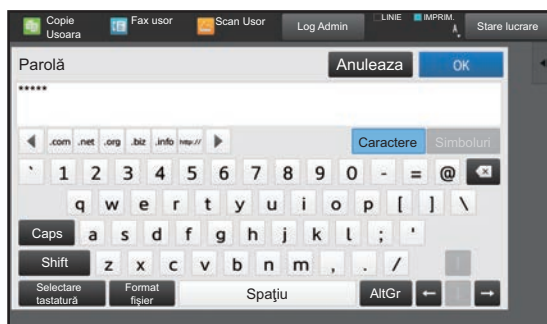 Copie Usoara
Fax usor
Scan Usor
Log Admin
LINIE
IMPRIM.
Stare lucrare
Parolă
Anuleaza
OK
*****
.com .net .org .biz .info http://
Caractere
Simboluri
` 1 2 3 4 5 6 7 8 9 0 - = @
q w e r t y u i o p [ ] \
Caps a s d f g h j k l ; '
Shift z x c v b n m , . /
Selectare tastatură
Format fișier
Spațiu
AltGr ← ↓ →